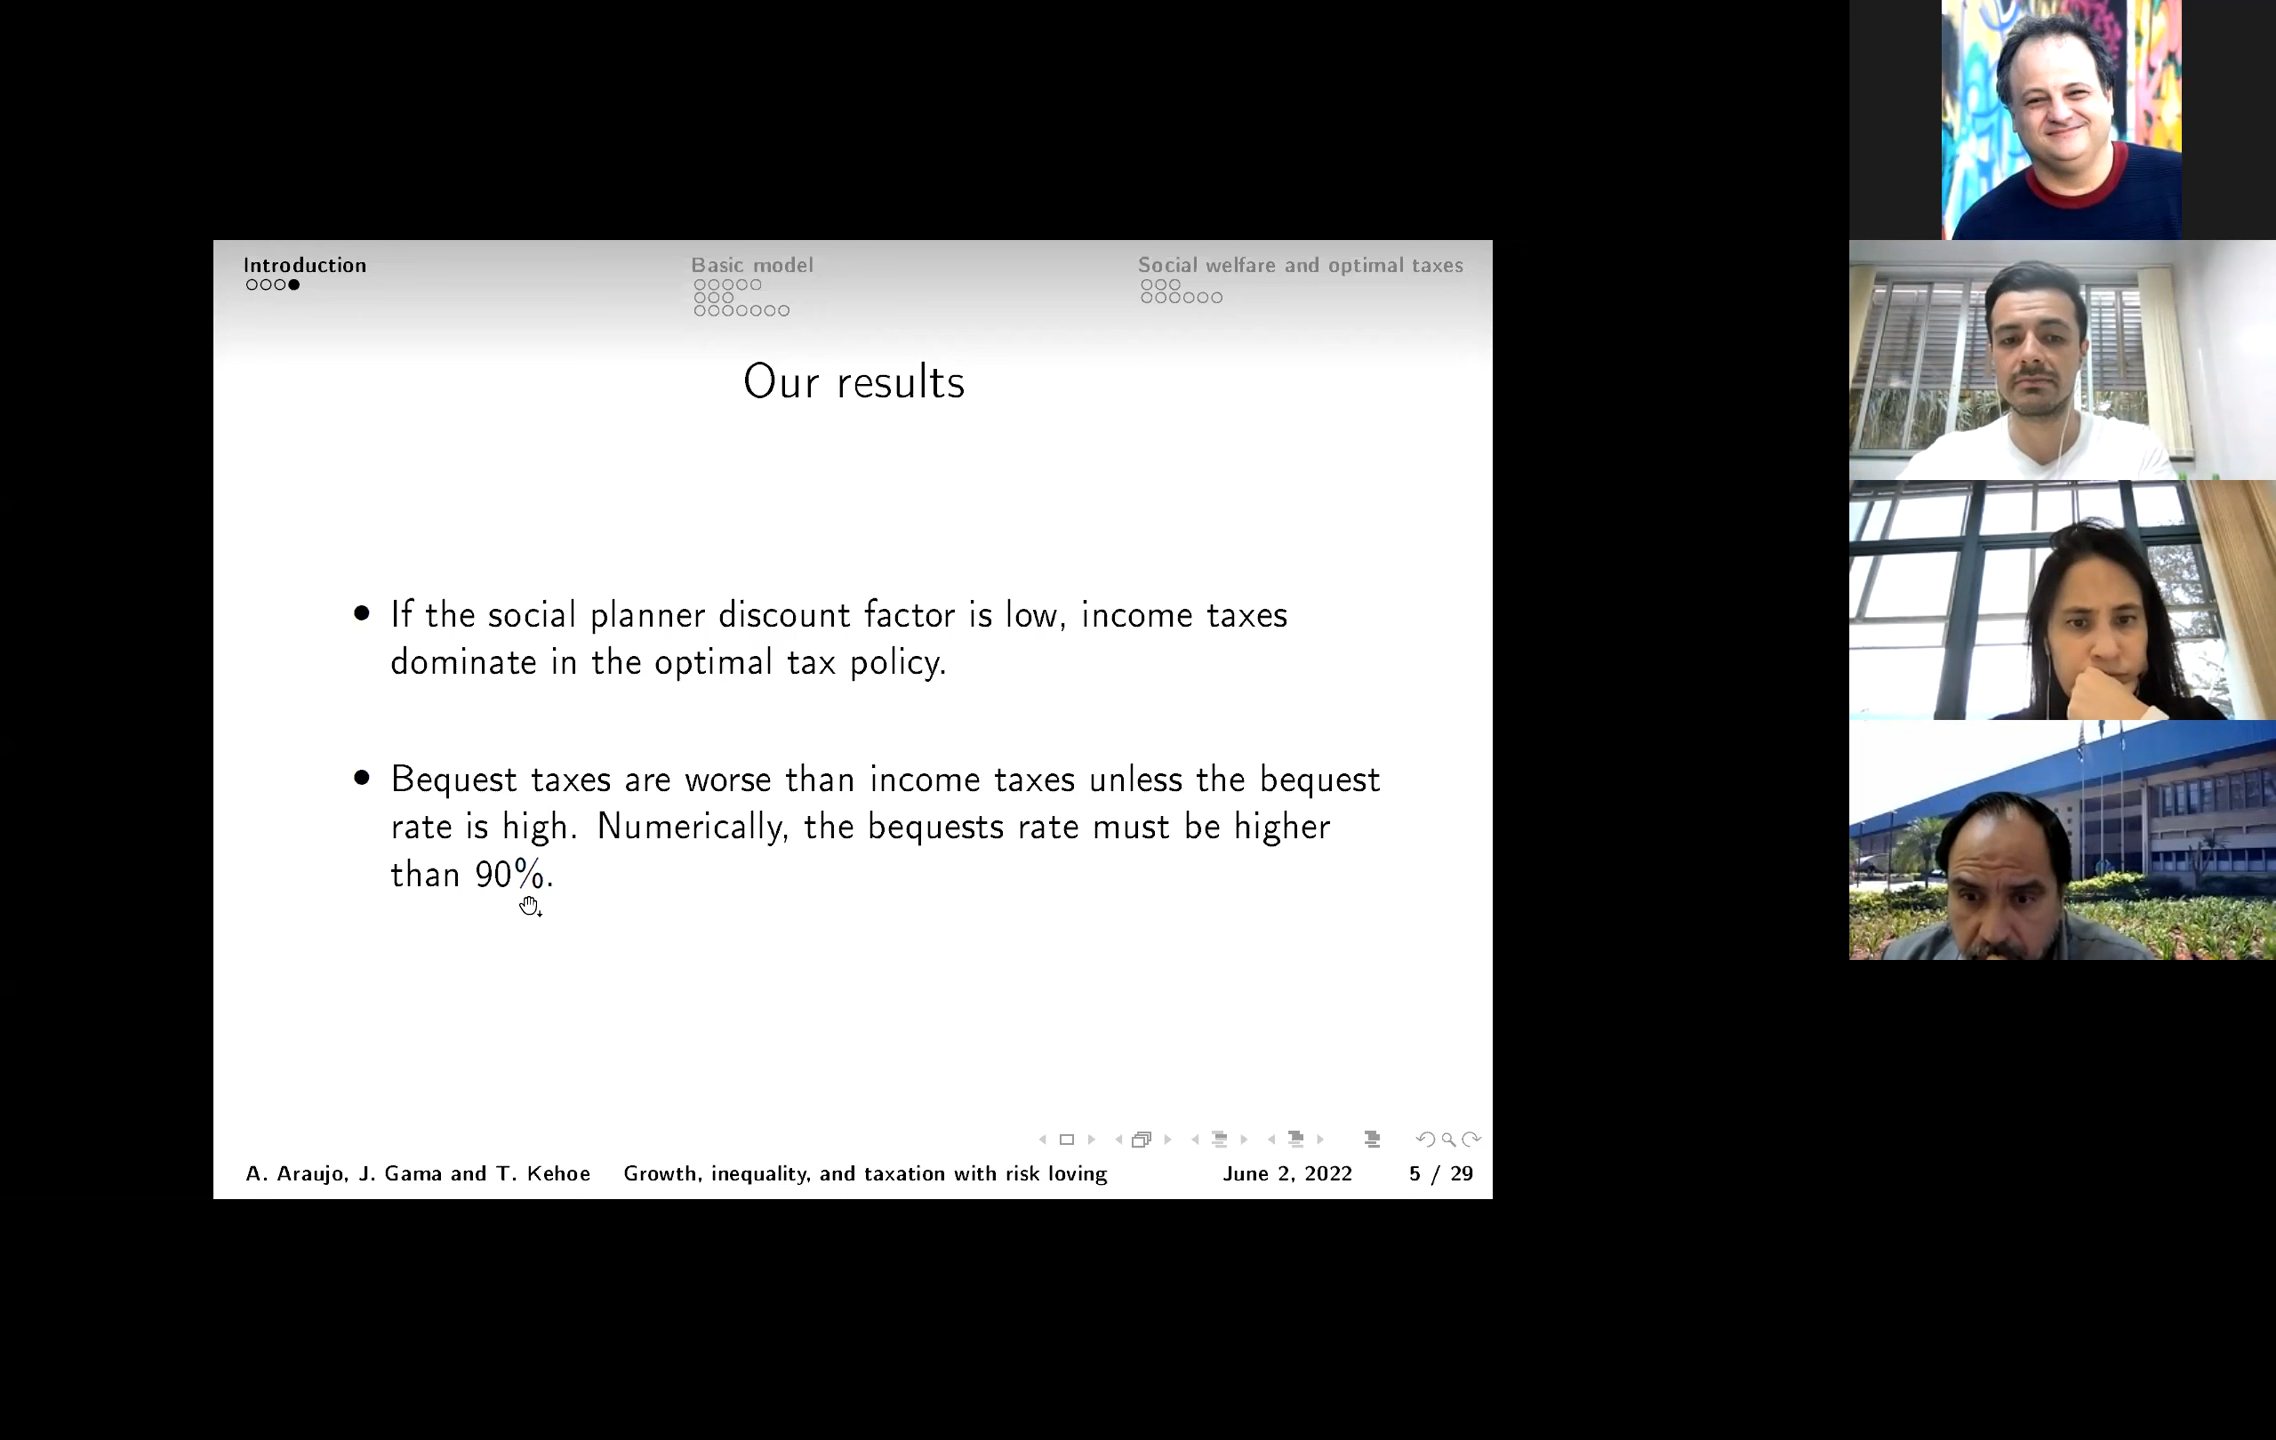 Introduction
Basic model
Social welfare and optimal taxes
Our results
• If the social planner discount factor is low, income taxes
dominate in the optimal tax policy.
• Bequest taxes are worse than income taxes unless the bequest
rate is high. Numerically, the bequests rate must be higher
than 90%.
A. Araujo, J. Gama and T. Kehoe
Growth, inequality, and taxation with risk loving
June 2, 2022
5 / 29